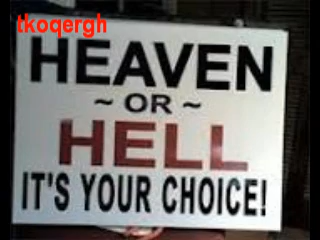 tkoqergh
HEAVEN
~ OR ~
HELL
IT'S YOUR CHOICE!